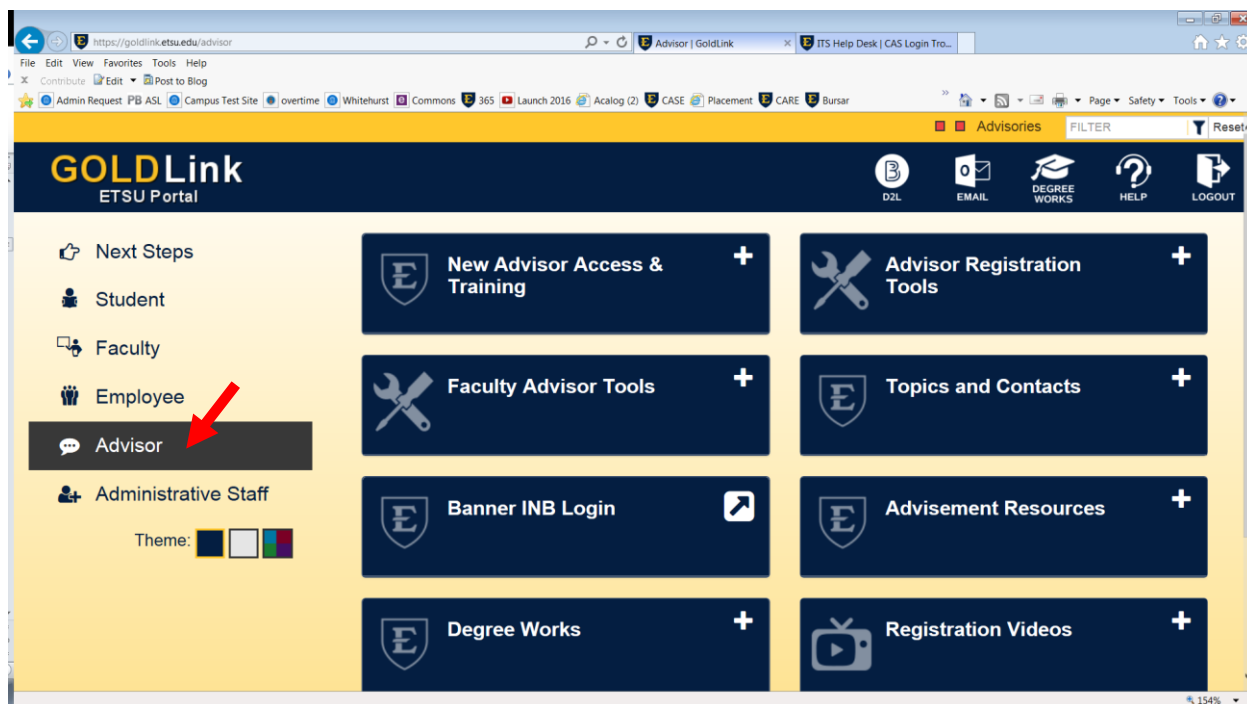 https://goldlink.etsu.edu/advisor
Advisor | GoldLink
ITS Help Desk | CAS Login Tro...
File Edit View Favorites Tools Help
X Contribute Edit Post to Blog
Admin Request PB ASL Campus Test Site overtime Whitehurst Commons 365 Launch 2016 Acalog (2) CASE Placement CARE Bursar » Page Safety Tools
Advisories FILTER Reset
GOLDLink
ETSU Portal
D2L EMAIL DEGREE WORKS HELP LOGOUT
Next Steps
Student
Faculty
Employee
Advisor
Administrative Staff
Theme:
E New Advisor Access &
Training
Advisor Registration
Tools
Faculty Advisor Tools
E Topics and Contacts
E Banner INB Login
E Advisement Resources
E Degree Works
Registration Videos
154%